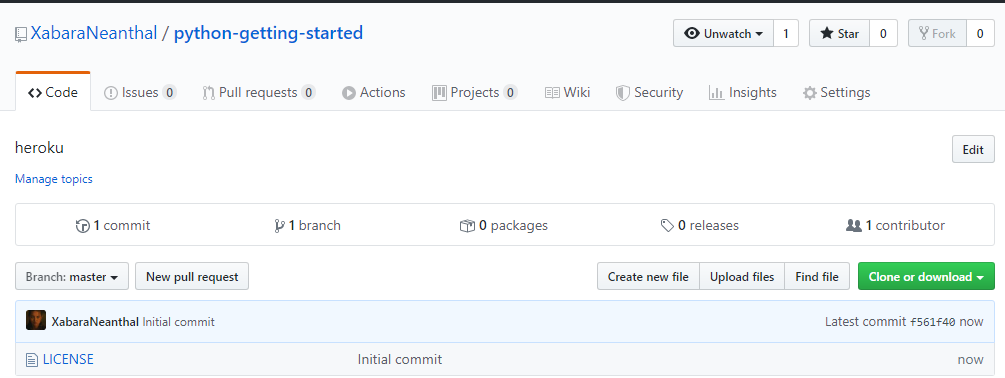 XabaraNeanthal / python-getting-started Unwatch 1 Star 0 Fork 0
Code Issues 0 Pull requests 0 Actions Projects 0 Wiki Security Insights Settings
heroku Edit
Manage topics
1 commit 1 branch 0 packages 0 releases 1 contributor
Branch: master New pull request Create new file Upload files Find file Clone or download
XabaraNeanthal Initial commit Latest commit f561f40 now
LICENSE Initial commit now